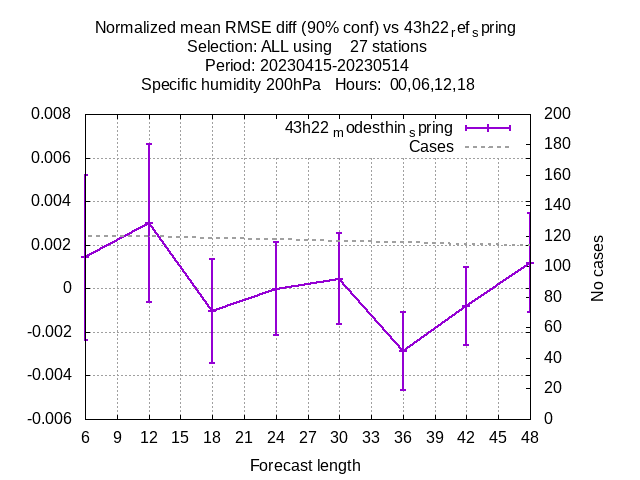 Normalized mean RMSE diff (90% conf) vs 43h22ᵣefₛpring
Selection: ALL using    27 stations
Period: 20230415-20230514
Specific humidity 200hPa   Hours:  00,06,12,18
43h22 ₘodesthinₛpring
Cases
0.008
0.006
0.004
0.002
0
-0.002
-0.004
-0.006
200
180
160
140
120
100
80
60
40
20
0
No cases
6 9 12 15 18 21 24 27 30 33 36 39 42 45 48
Forecast length